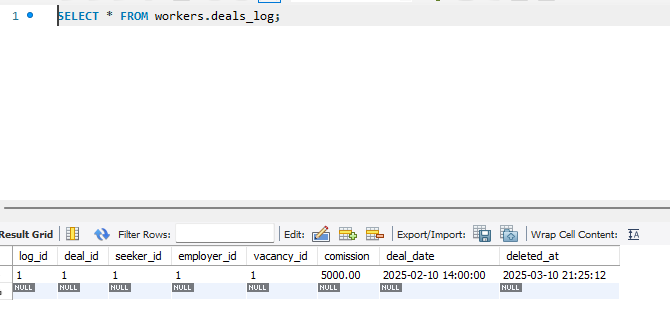 1 SELECT * FROM workers.deals_log;
Result Grid Filter Rows: Edit: Export/Import: Wrap Cell Content:
log_id deal_id seeker_id employer_id vacancy_id comission deal_date deleted_at
1 1 1 1 1 5000.00 2025-02-10 14:00:00 2025-03-10 21:25:12
NULL NULL NULL NULL NULL NULL NULL NULL